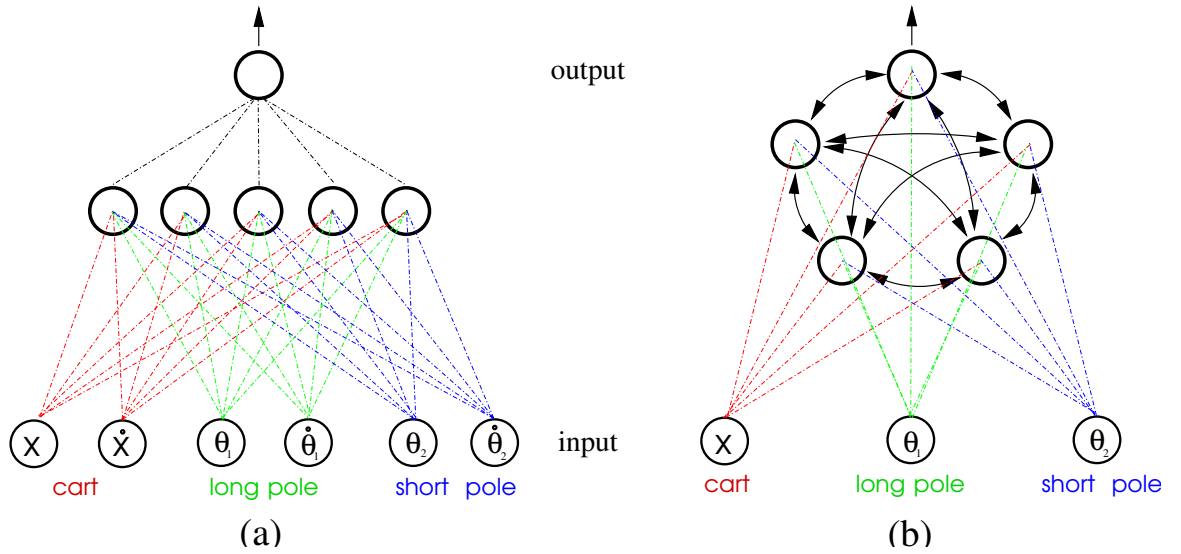 output
input
X Ẋ θ₁ θ̇₁ θ₂ θ̇₂
cart long pole short pole
(a)
X θ₁ θ₂
cart long pole short pole
(b)